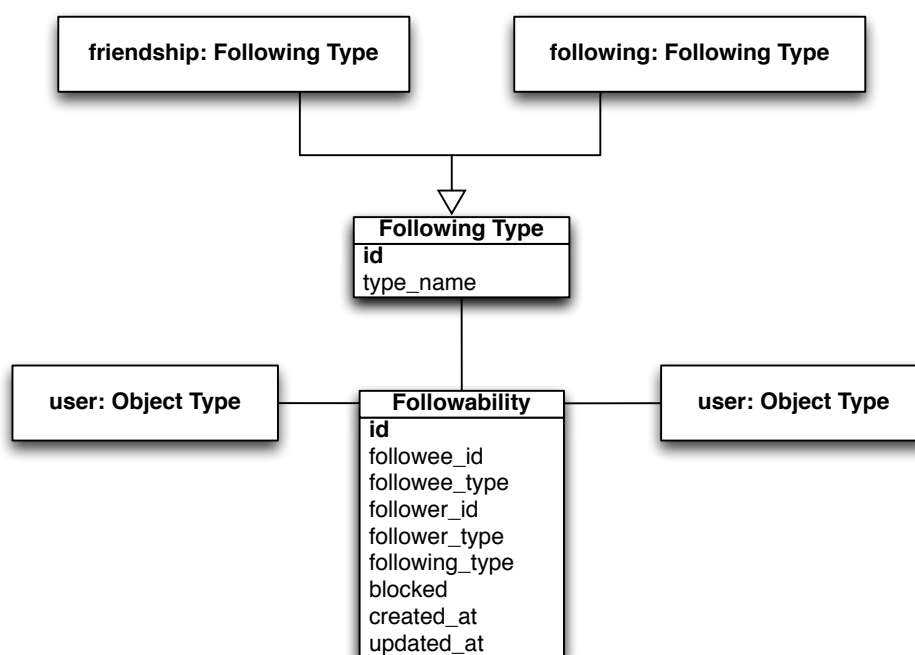 friendship: Following Type
following: Following Type
Following Type
id
type_name
user: Object Type
Followability
user: Object Type
id
followee_id
followee_type
follower_id
follower_type
following_type
blocked
created_at
updated_at